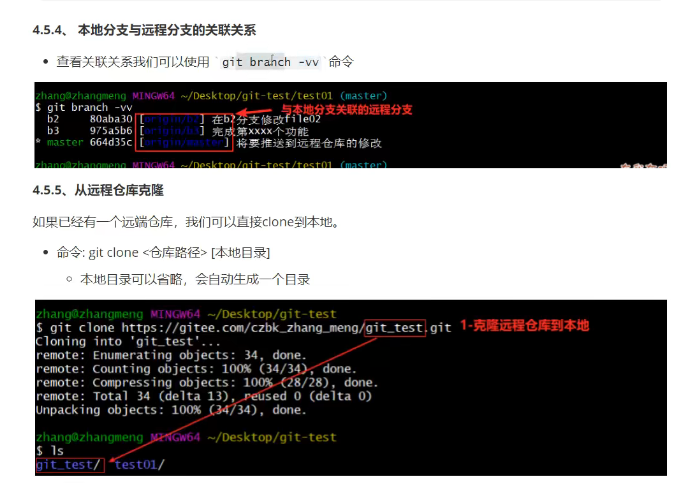 4.5.4、 本地分支与远程分支的关联关系
查看关联关系我们可以使用 `git branch -vv`命令
zhang@zhangmeng MINGW64 ~/Desktop/git-test/test01 (master)
$ git branch -vv
与本地分支关联的远程分支
b2 80aba30 [origin/b2] 在b2分支修改file02
b3 975a5b6 [origin/b3] 完成第xxxx个功能
* master 664d35c [origin/master] 将要推送到远程仓库的修改
zhang@zhangmeng MINGW64 ~/Desktop/git-test/test01 (master)
4.5.5、从远程仓库克隆
如果已经有一个远端仓库，我们可以直接clone到本地。
命令: git clone <仓库路径> [本地目录]
本地目录可以省略，会自动生成一个目录
zhang@zhangmeng MINGW64 ~/Desktop/git-test
$ git clone https://gitee.com/czbk_zhang_meng/git_test.git 1-克隆远程仓库到本地
Cloning into 'git_test'...
remote: Enumerating objects: 34, done.
remote: Counting objects: 100% (34/34), done.
remote: Compressing objects: 100% (28/28), done.
remote: Total 34 (delta 13), reused 0 (delta 0)
Unpacking objects: 100% (34/34), done.
zhang@zhangmeng MINGW64 ~/Desktop/git-test
$ ls
git_test/ test01/